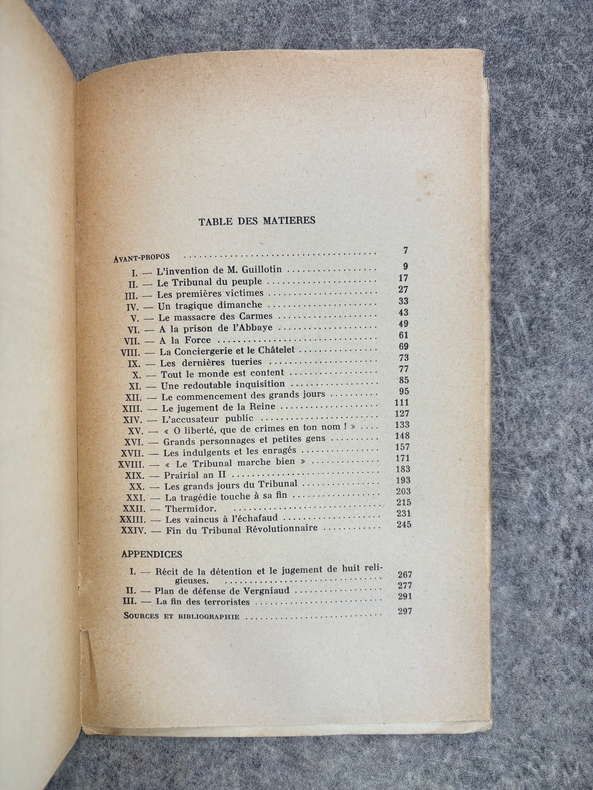 TABLE DES MATIERES
AVANT-PROPOS .......... 7
I. — L'invention de M. Guillotin .......... 9
II. — Le Tribunal du peuple .......... 17
III. — Les premières victimes .......... 27
IV. — Un tragique dimanche .......... 33
V. — Le massacre des Carmes .......... 43
VI. — A la prison de l'Abbaye .......... 49
VII. — A la Force .......... 61
VIII. — La Conciergerie et le Châtelet .......... 69
IX. — Les dernières tueries .......... 73
X. — Tout le monde est content .......... 77
XI. — Une redoutable inquisition .......... 85
XII. — Le commencement des grands jours .......... 95
XIII. — Le jugement de la Reine .......... 111
XIV. — L'accusateur public .......... 127
XV. — « O liberté, que de crimes en ton nom ! » .... 133
XVI. — Grands personnages et petites gens .......... 148
XVII. — Les indulgents et les enragés .......... 157
XVIII. — « Le Tribunal marche bien » .......... 171
XIX. — Prairial an II .......... 183
XX. — Les grands jours du Tribunal .......... 193
XXI. — La tragédie touche à sa fin .......... 203
XXII. — Thermidor. .......... 215
XXIII. — Les vaincus à l'échafaud .......... 231
XXIV. — Fin du Tribunal Révolutionnaire .......... 245
APPENDICES
I. — Récit de la détention et le jugement de huit reli-
gieuses. .......... 267
II. — Plan de défense de Vergniaud .......... 277
III. — La fin des terroristes .......... 291
SOURCES ET BIBLIOGRAPHIE .......... 297